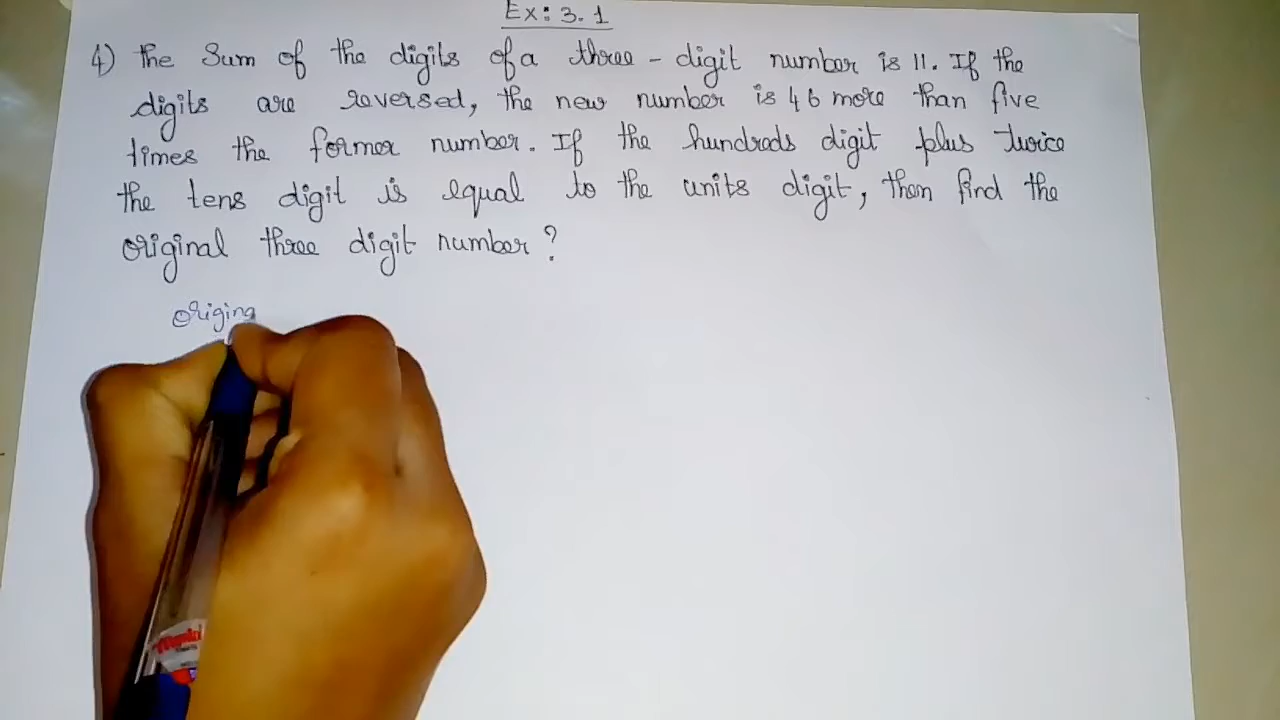 Ex: 3.1
4) The Sum of the digits of a three - digit number is 11. If the
digits are reversed, the new number is 46 more than five
times the former number. If the hundreds digit plus twice
the tens digit is equal to the units digit, then find the
original three digit number?
origina